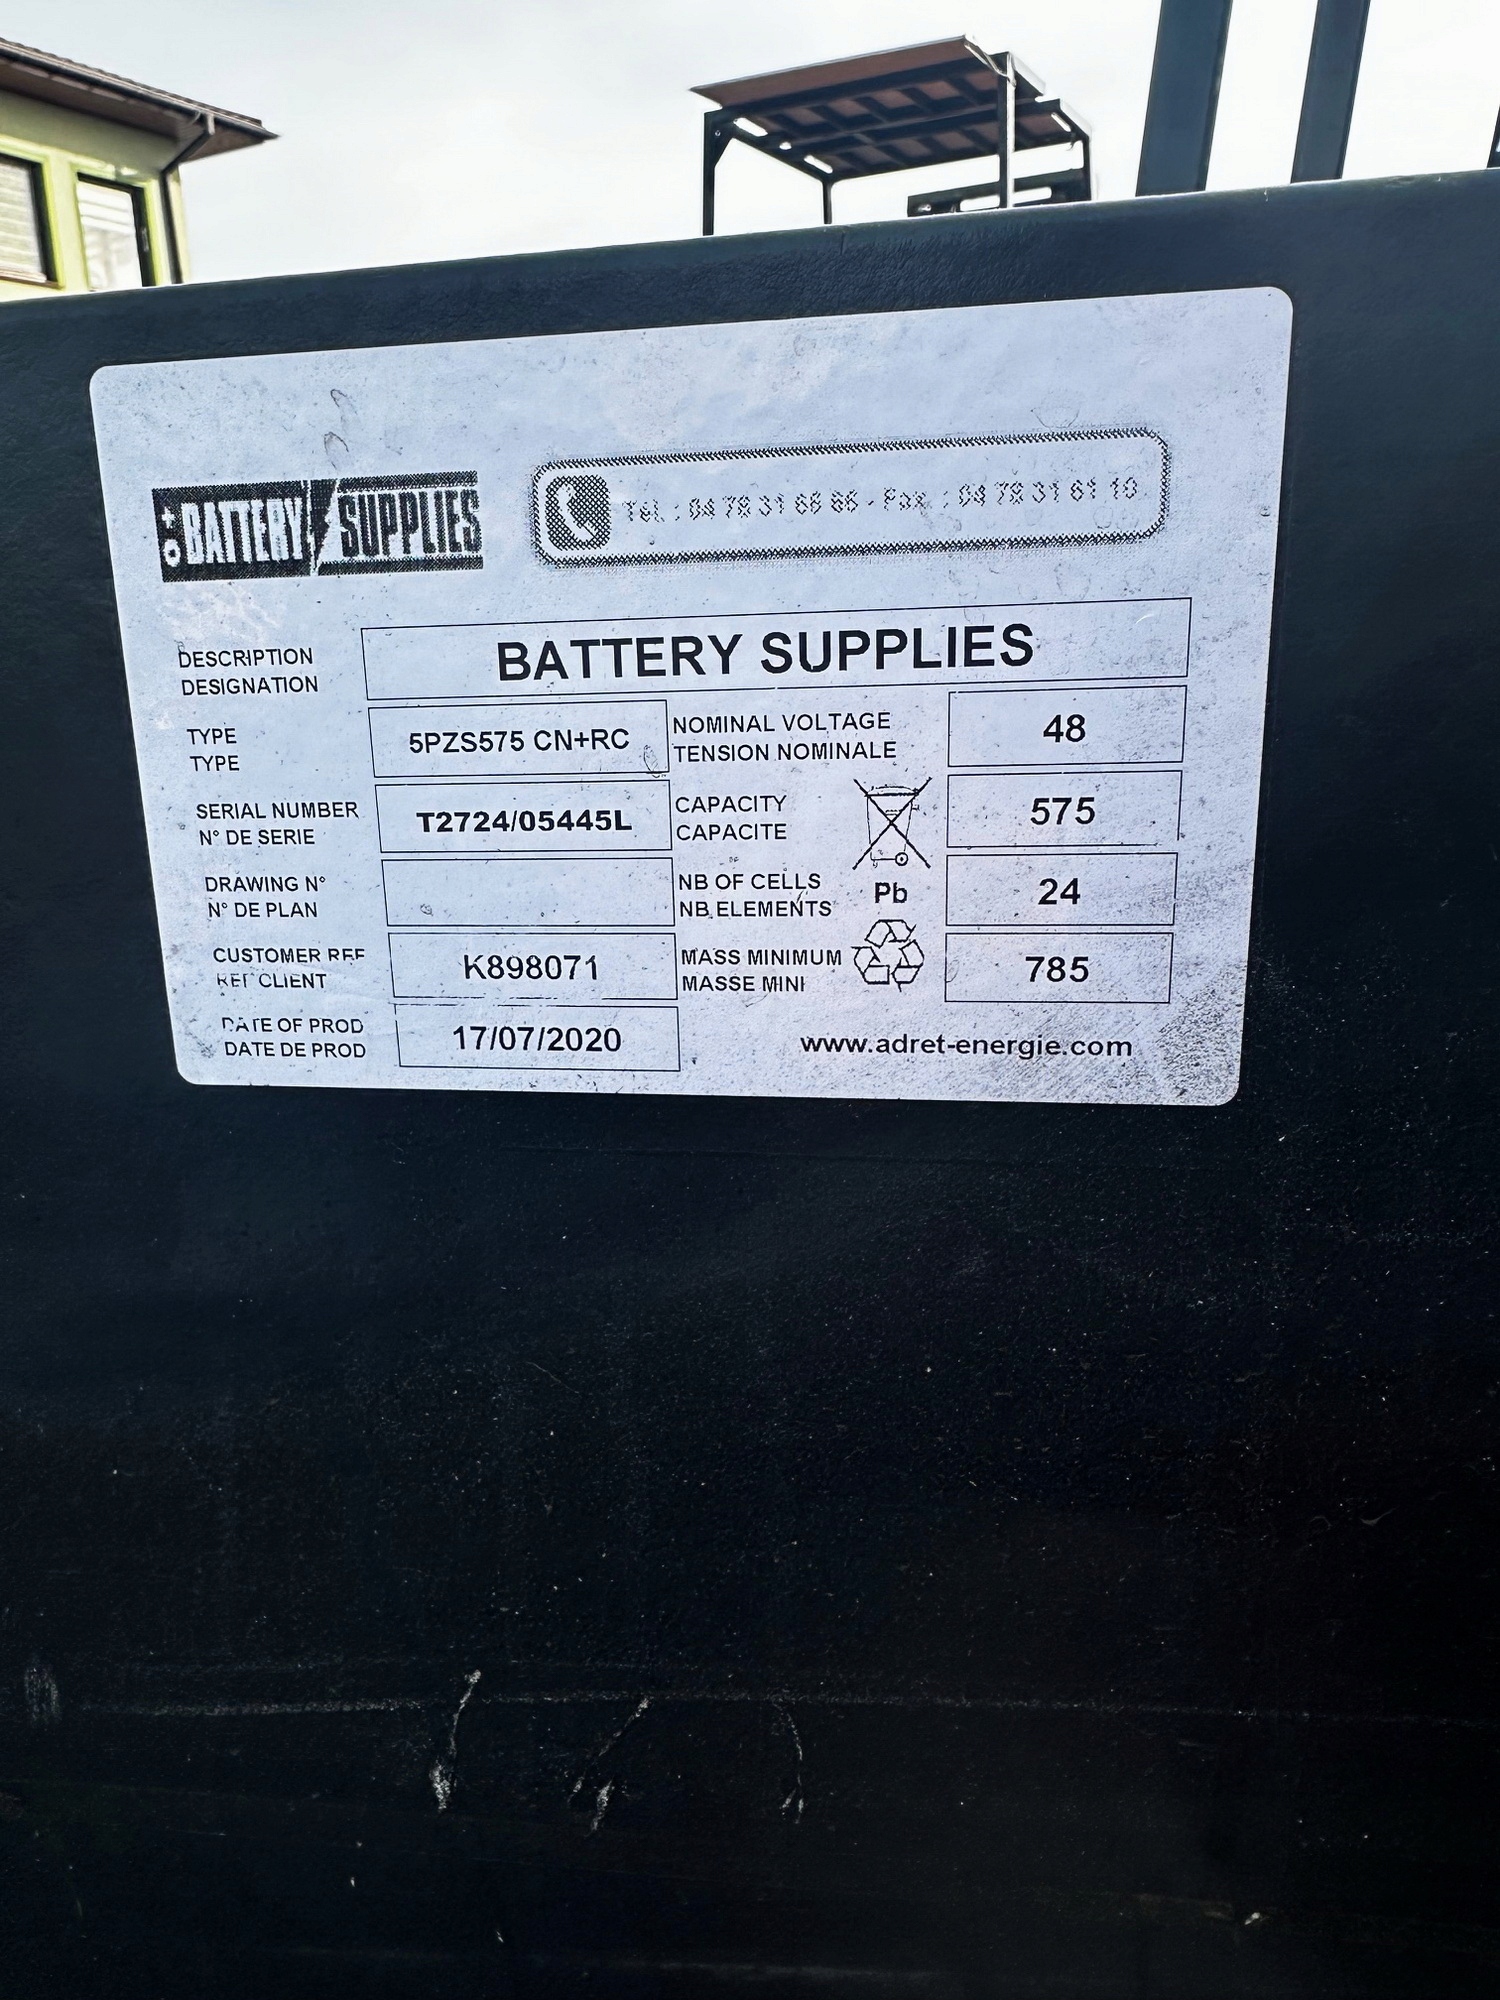 BATTERY SUPPLIES
Tél. : 04 78 31 66 66 - Fax : 04 78 31 61 10
DESCRIPTION
DESIGNATION
BATTERY SUPPLIES
TYPE
TYPE
5PZS575 CN+RC
NOMINAL VOLTAGE
TENSION NOMINALE
48
SERIAL NUMBER
N° DE SERIE
T2724/05445L
CAPACITY
CAPACITE
575
DRAWING N°
N° DE PLAN
NB OF CELLS
NB ELEMENTS
Pb
24
CUSTOMER REF
REF CLIENT
K898071
MASS MINIMUM
MASSE MINI
785
DATE OF PROD
DATE DE PROD
17/07/2020
www.adret-energie.com